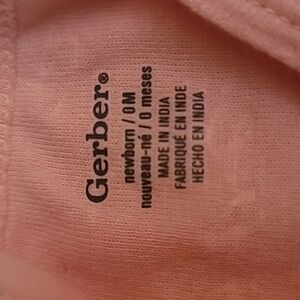 Gerber®
newborn / 0M
nouveau-né / 0 meses
MADE IN INDIA
FABRIQUÉ EN INDE
HECHO EN INDIA